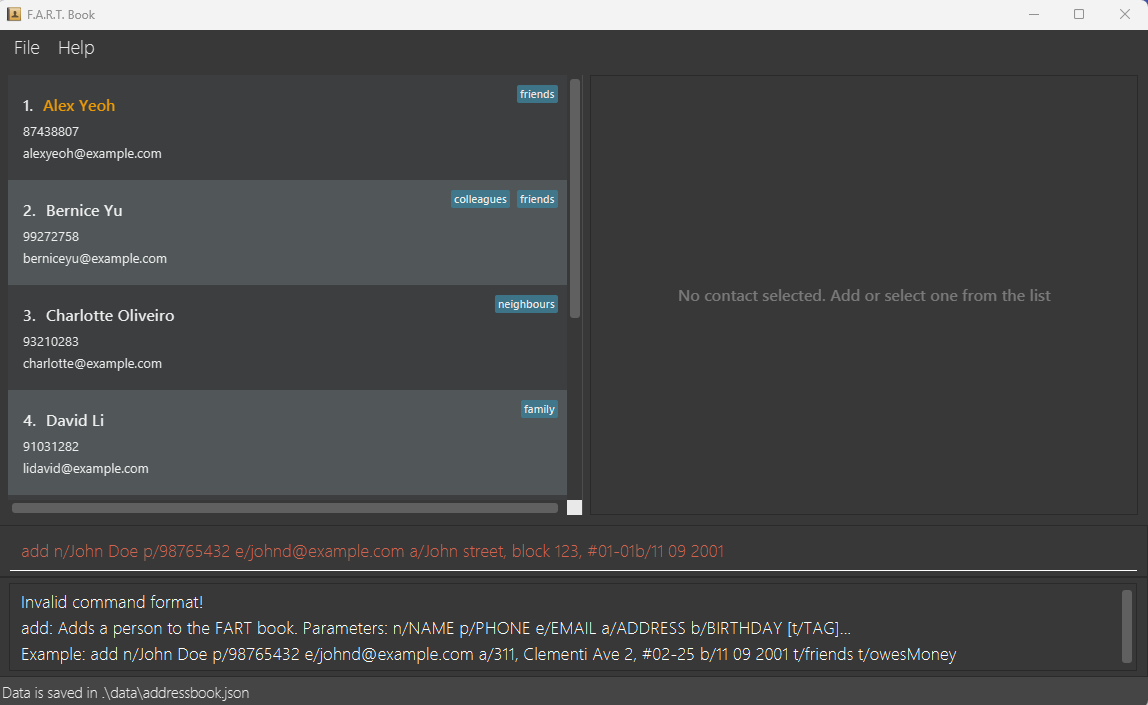 F.A.R.T. Book
File Help
1. Alex Yeoh friends
87438807
alexyeoh@example.com
2. Bernice Yu colleagues friends
99272758
berniceyu@example.com
3. Charlotte Oliveiro neighbours
93210283
charlotte@example.com
4. David Li family
91031282
lidavid@example.com
No contact selected. Add or select one from the list
add n/John Doe p/98765432 e/johnd@example.com a/John street, block 123, #01-01b/11 09 2001
Invalid command format!
add: Adds a person to the FART book. Parameters: n/NAME p/PHONE e/EMAIL a/ADDRESS b/BIRTHDAY [t/TAG]...
Example: add n/John Doe p/98765432 e/johnd@example.com a/311, Clementi Ave 2, #02-25 b/11 09 2001 t/friends t/owesMoney
Data is saved in .\data\addressbook.json